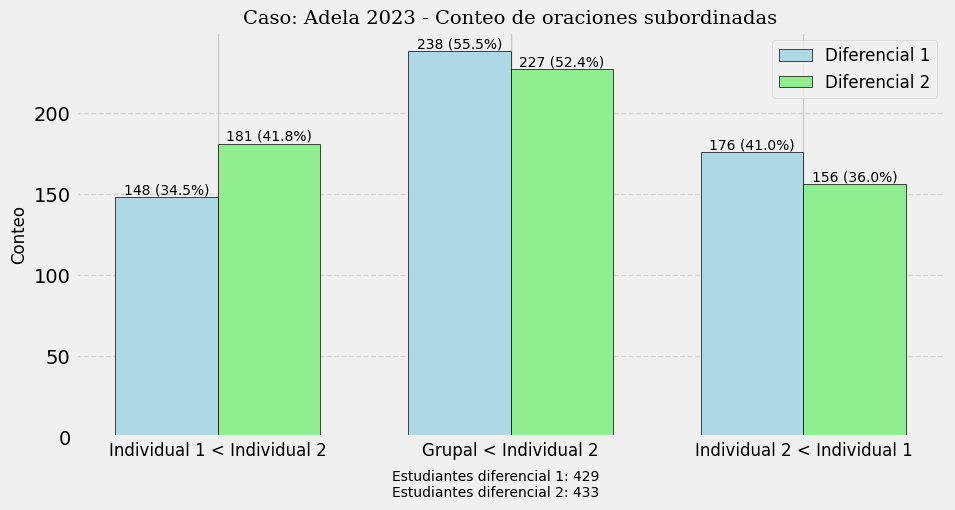 Caso: Adela 2023 - Conteo de oraciones subordinadas
Diferencial 1
Diferencial 2
Conteo
200
150
100
50
0
148 (34.5%)
181 (41.8%)
238 (55.5%)
227 (52.4%)
176 (41.0%)
156 (36.0%)
Individual 1 < Individual 2
Grupal < Individual 2
Individual 2 < Individual 1
Estudiantes diferencial 1: 429
Estudiantes diferencial 2: 433